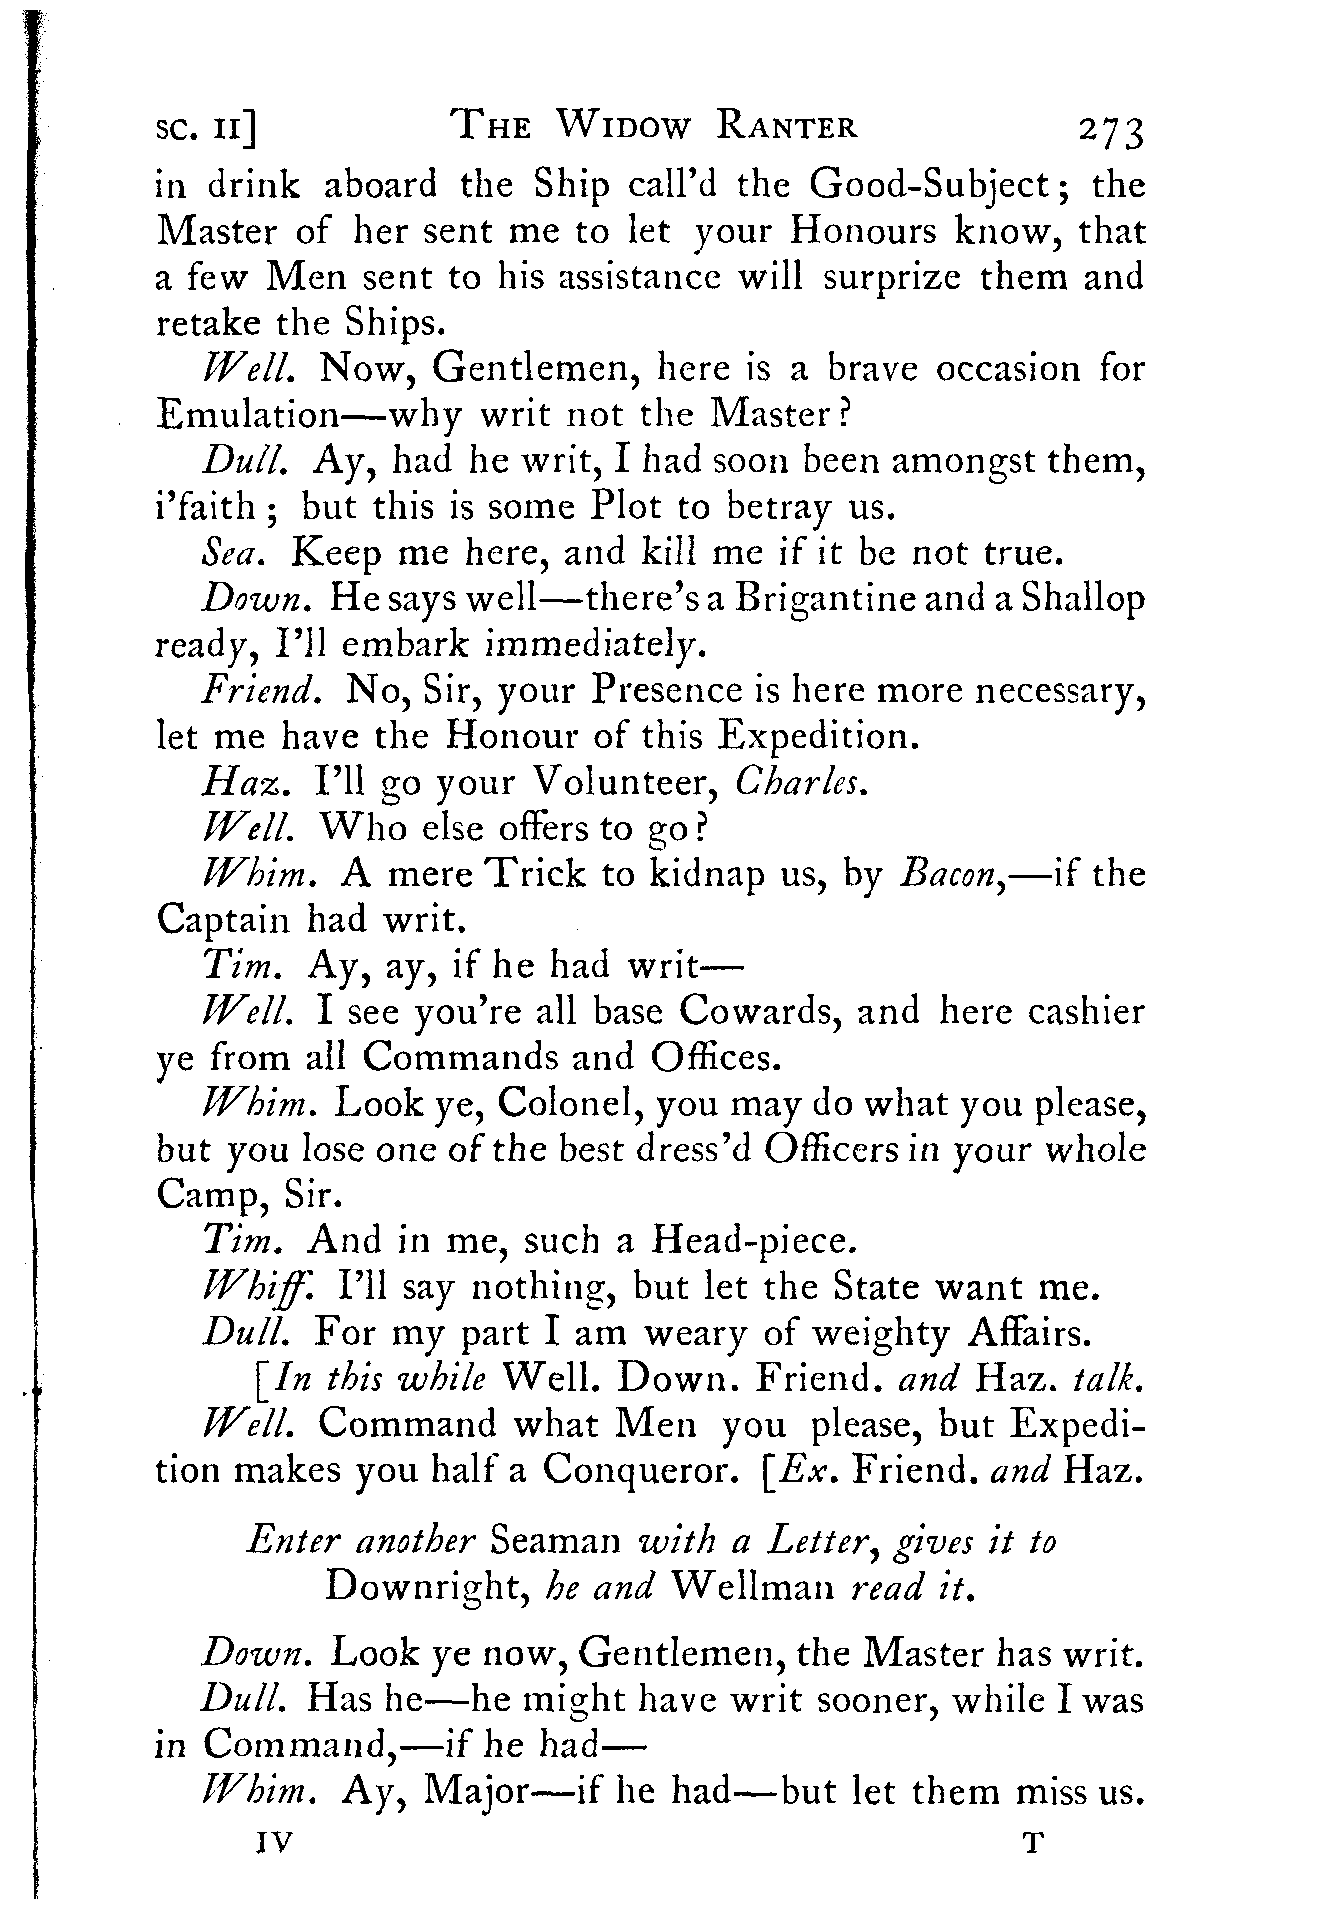 SC. II] THE WIDOW RANTER 273
in drink aboard the Ship call'd the Good-Subject; the
Master of her sent me to let your Honours know, that
a few Men sent to his assistance will surprize them and
retake the Ships.
Well. Now, Gentlemen, here is a brave occasion for
Emulation—why writ not the Master?
Dull. Ay, had he writ, I had soon been amongst them,
i'faith; but this is some Plot to betray us.
Sea. Keep me here, and kill me if it be not true.
Down. He says well—there's a Brigantine and a Shallop
ready, I'll embark immediately.
Friend. No, Sir, your Presence is here more necessary,
let me have the Honour of this Expedition.
Haz. I'll go your Volunteer, Charles.
Well. Who else offers to go?
Whim. A mere Trick to kidnap us, by Bacon,—if the
Captain had writ.
Tim. Ay, ay, if he had writ—
Well. I see you're all base Cowards, and here cashier
ye from all Commands and Offices.
Whim. Look ye, Colonel, you may do what you please,
but you lose one of the best dress'd Officers in your whole
Camp, Sir.
Tim. And in me, such a Head-piece.
Whiff. I'll say nothing, but let the State want me.
Dull. For my part I am weary of weighty Affairs.
[In this while Well. Down. Friend. and Haz. talk.
Well. Command what Men you please, but Expedi-
tion makes you half a Conqueror. [Ex. Friend. and Haz.
Enter another Seaman with a Letter, gives it to
Downright, he and Wellman read it.
Down. Look ye now, Gentlemen, the Master has writ.
Dull. Has he—he might have writ sooner, while I was
in Command,—if he had—
Whim. Ay, Major—if he had—but let them miss us.
IV T